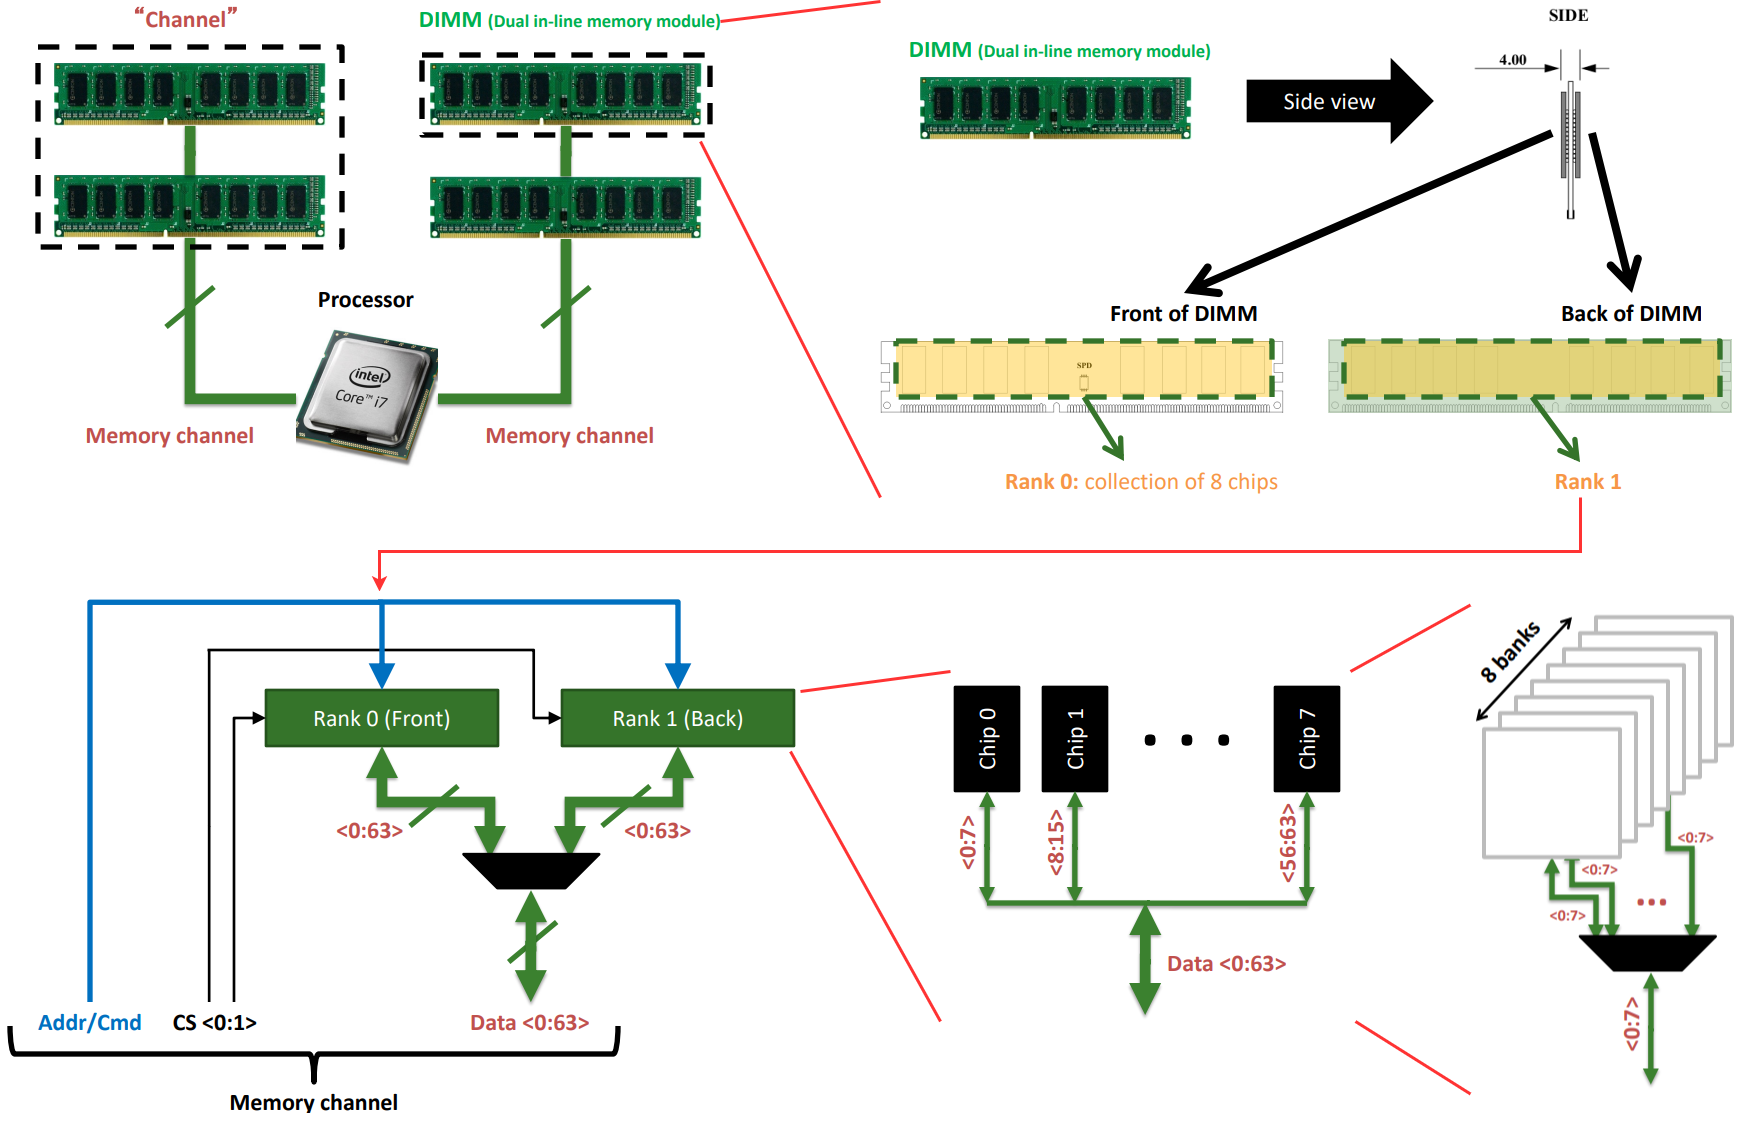 “Channel”
DIMM (Dual in-line memory module)
Processor
intel
Core™ i7
Memory channel
Memory channel
DIMM (Dual in-line memory module)
Side view
SIDE
4.00
Front of DIMM
Back of DIMM
SPD
Rank 0: collection of 8 chips
Rank 1
Rank 0 (Front)
Rank 1 (Back)
<0:63>
<0:63>
Addr/Cmd
CS <0:1>
Data <0:63>
Memory channel
Chip 0
Chip 1
Chip 7
<0:7>
<8:15>
<56:63>
Data <0:63>
8 banks
<0:7>
<0:7>
<0:7>
<0:7>